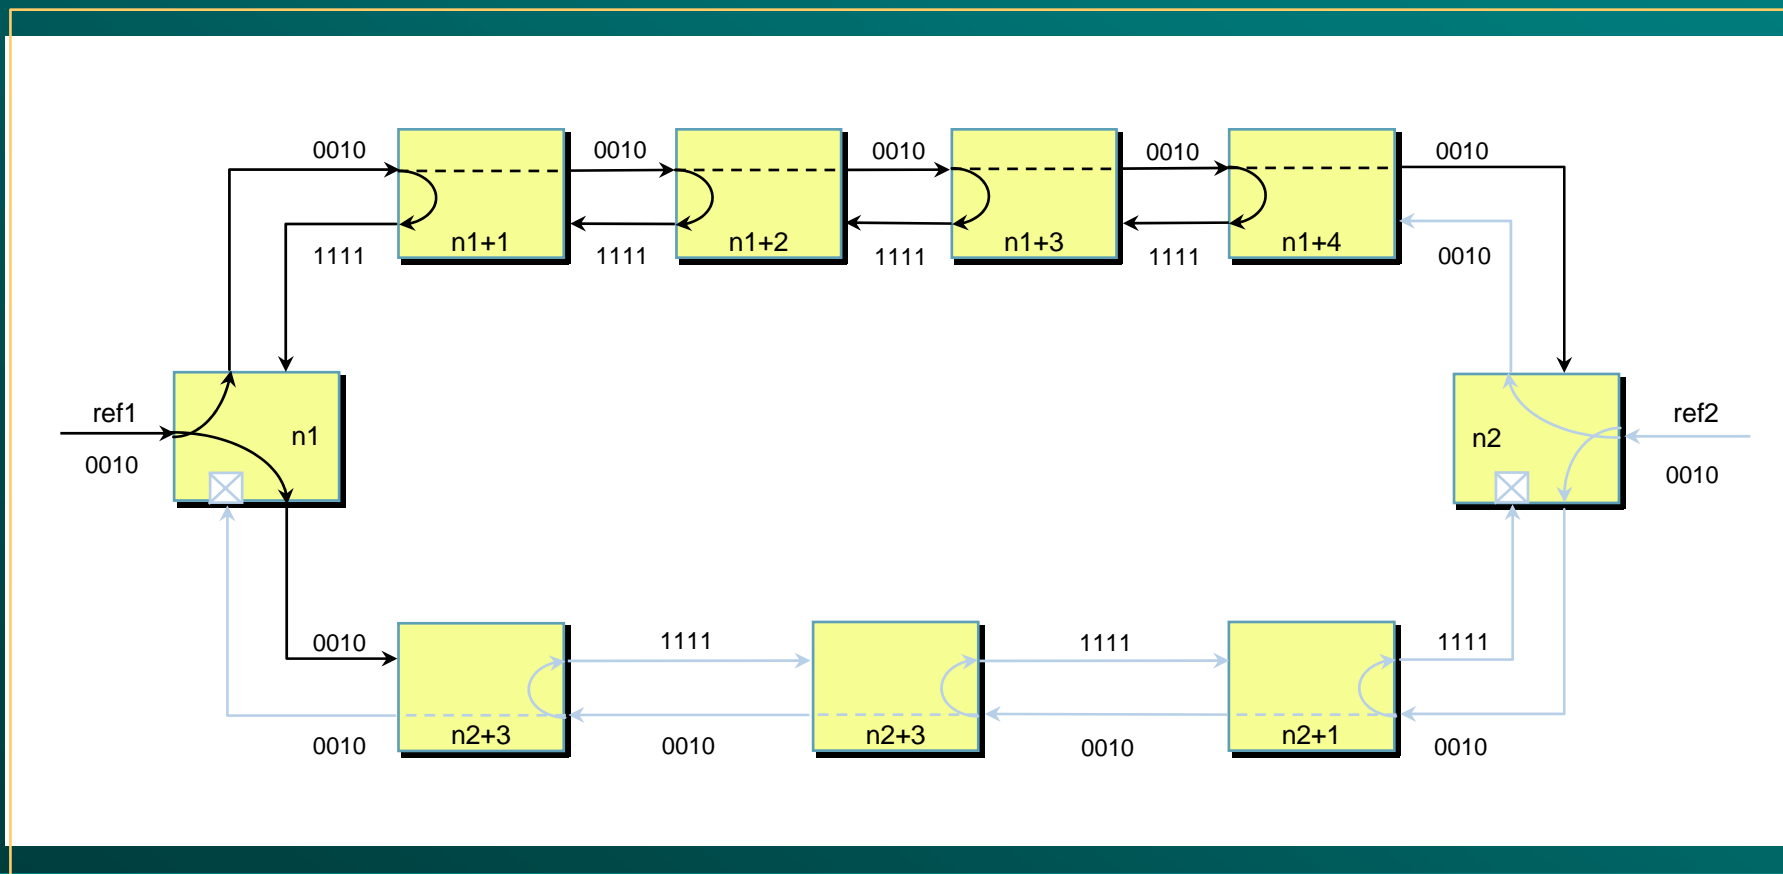 0010 0010 0010 0010 0010
n1+1 n1+2 n1+3 n1+4
1111 1111 1111 1111 0010
ref1 n1 n2 ref2
0010 0010
0010 1111 1111 1111
n2+3 n2+3 n2+1
0010 0010 0010 0010